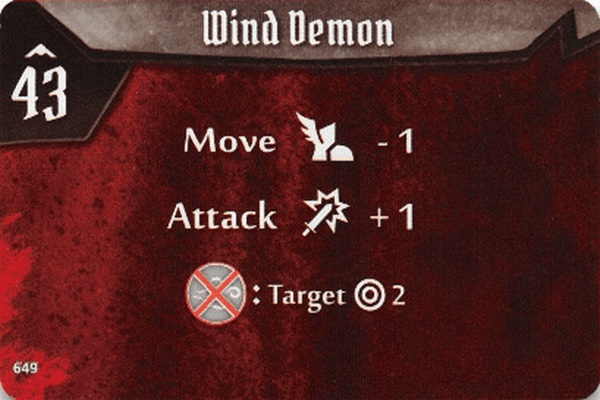 Wind Demon
43
Move - 1
Attack + 1
: Target 2
649